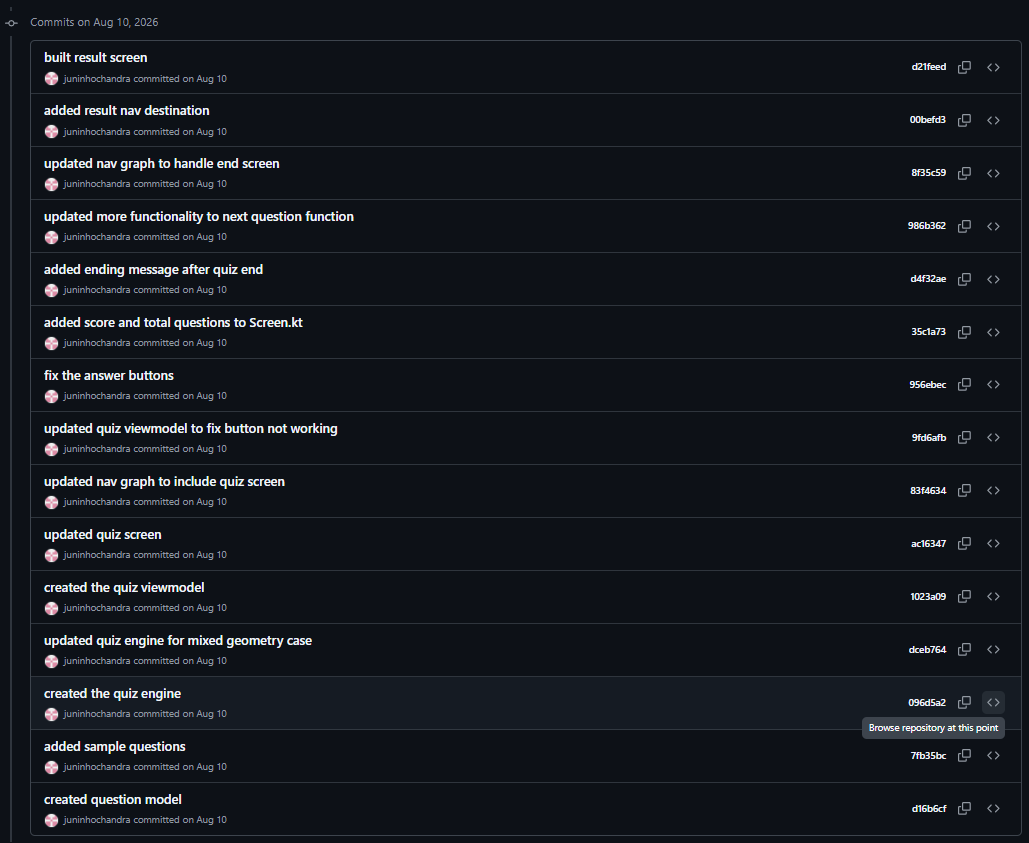 Commits on Aug 10, 2026
built result screen
juninhochandra committed on Aug 10
d21feed
added result nav destination
juninhochandra committed on Aug 10
00befd3
updated nav graph to handle end screen
juninhochandra committed on Aug 10
8f35c59
updated more functionality to next question function
juninhochandra committed on Aug 10
986b362
added ending message after quiz end
juninhochandra committed on Aug 10
d4f32ae
added score and total questions to Screen.kt
juninhochandra committed on Aug 10
35c1a73
fix the answer buttons
juninhochandra committed on Aug 10
956ebec
updated quiz viewmodel to fix button not working
juninhochandra committed on Aug 10
9fd6afb
updated nav graph to include quiz screen
juninhochandra committed on Aug 10
83f4634
updated quiz screen
juninhochandra committed on Aug 10
ac16347
created the quiz viewmodel
juninhochandra committed on Aug 10
1023a09
updated quiz engine for mixed geometry case
juninhochandra committed on Aug 10
dceb764
created the quiz engine
juninhochandra committed on Aug 10
096d5a2
Browse repository at this point
added sample questions
juninhochandra committed on Aug 10
7fb35bc
created question model
juninhochandra committed on Aug 10
d16b6cf